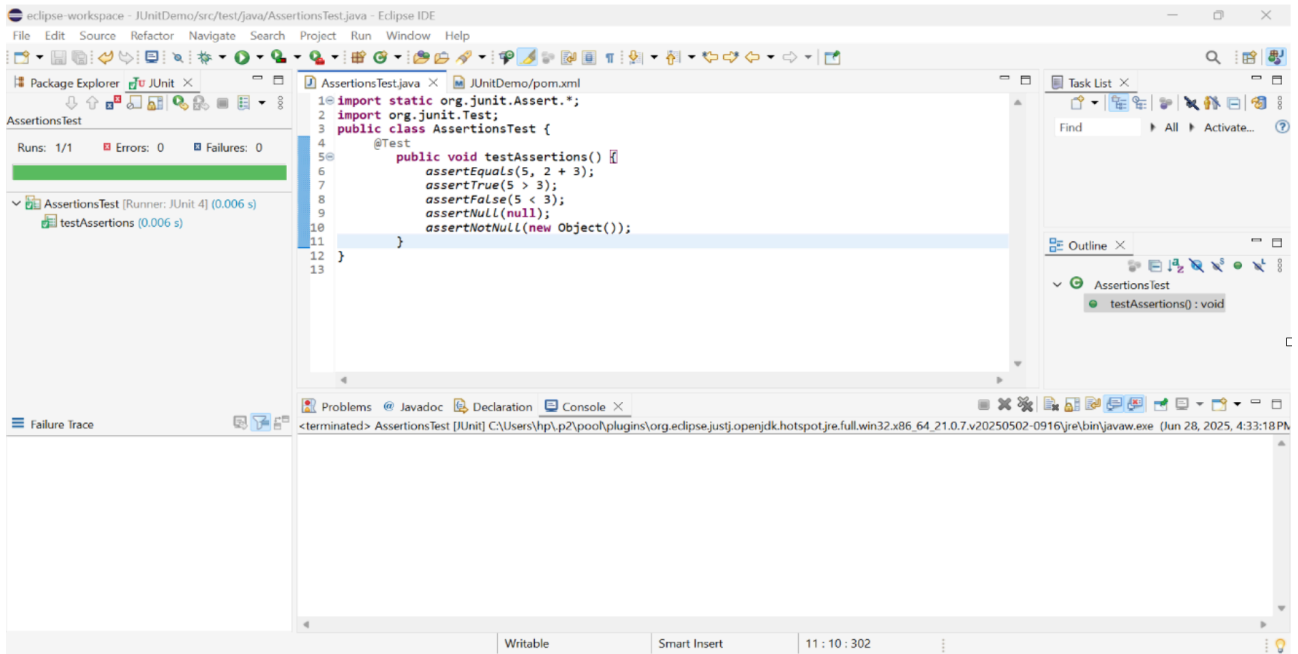 eclipse-workspace - JUnitDemo/src/test/java/AssertionsTest.java - Eclipse IDE
File Edit Source Refactor Navigate Search Project Run Window Help
Package Explorer JUnit
AssertionsTest
Runs: 1/1 Errors: 0 Failures: 0
AssertionsTest [Runner: JUnit 4] (0.006 s)
testAssertions (0.006 s)
Failure Trace
AssertionsTest.java JUnitDemo/pom.xml
1 import static org.junit.Assert.*;
2 import org.junit.Test;
3 public class AssertionsTest {
4 @Test
5 public void testAssertions() {
6 assertEquals(5, 2 + 3);
7 assertTrue(5 > 3);
8 assertFalse(5 < 3);
9 assertNull(null);
10 assertNotNull(new Object());
11 }
12 }
13
Task List
Find All Activate...
Outline
AssertionsTest
testAssertions() : void
Problems Javadoc Declaration Console
<terminated> AssertionsTest [JUnit] C:\Users\hp\.p2\pool\plugins\org.eclipse.justj.openjdk.hotspot.jre.full.win32.x86_64_21.0.7.v20250502-0916\jre\bin\javaw.exe (Jun 28, 2025, 4:33:18 PM
Writable Smart Insert 11 : 10 : 302